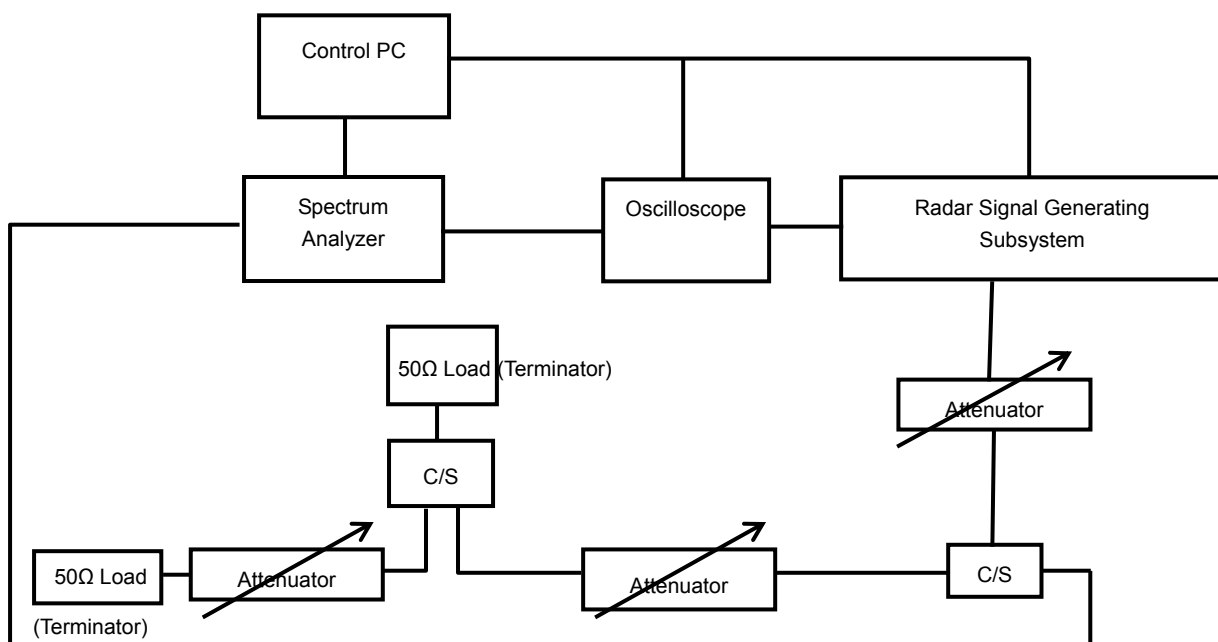 Control PC
Spectrum
Analyzer
Oscilloscope
Radar Signal Generating
Subsystem
50Ω Load (Terminator)
Attenuator
C/S
50Ω Load
(Terminator)
Attenuator
Attenuator
C/S